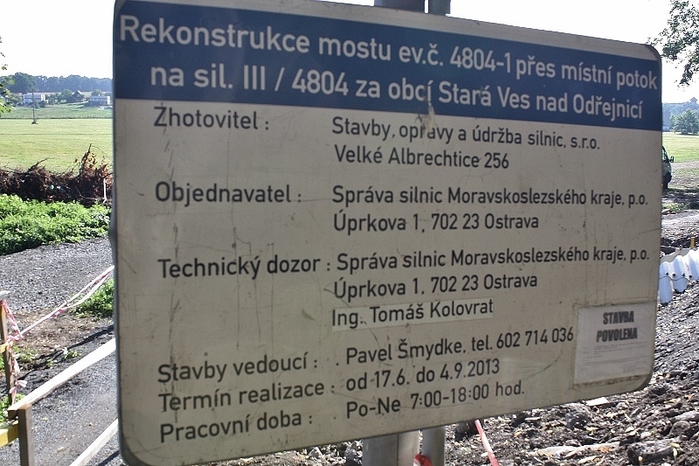 Rekonstrukce mostu ev.č. 4804-1 přes místní potok
na sil. III / 4804 za obcí Stará Ves nad Odřejnicí
Zhotovitel : Stavby, opravy a údržba silnic, s.r.o.
Velké Albrechtice 256
Objednavatel : Správa silnic Moravskoslezského kraje, p.o.
Úprkova 1, 702 23 Ostrava
Technický dozor : Správa silnic Moravskoslezského kraje, p.o.
Úprkova 1, 702 23 Ostrava
Ing. Tomáš Kolovrat
Stavby vedoucí : Pavel Šmydke, tel. 602 714 036
Termín realizace : od 17.6. do 4.9.2013
Pracovní doba : Po-Ne 7:00-18:00 hod.
STAVBA
POVOLENA